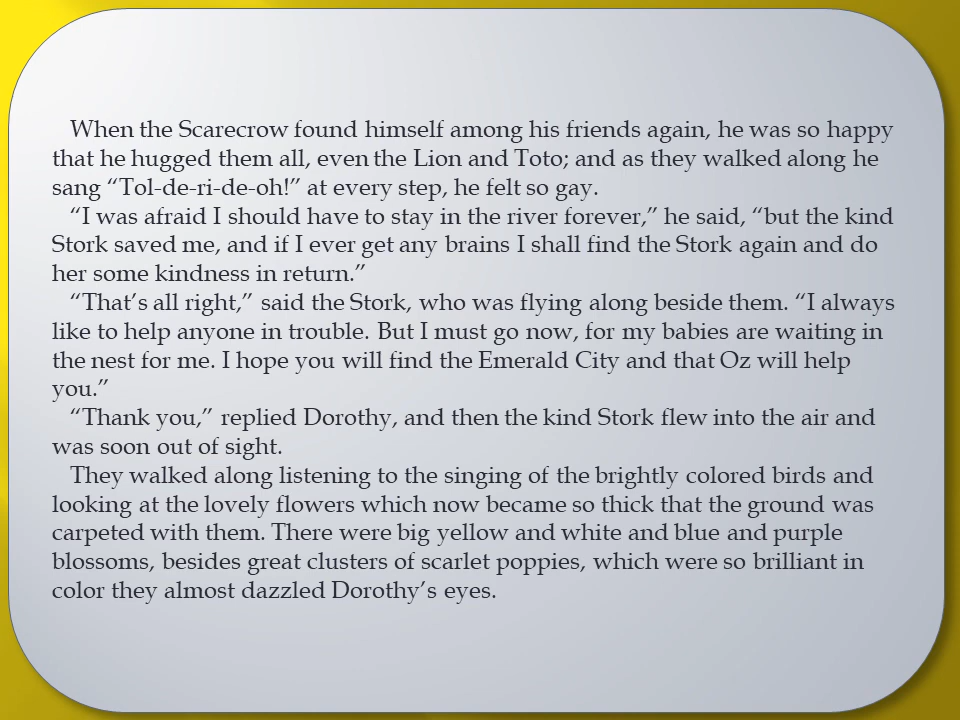 When the Scarecrow found himself among his friends again, he was so happy
that he hugged them all, even the Lion and Toto; and as they walked along he
sang “Tol-de-ri-de-oh!” at every step, he felt so gay.
“I was afraid I should have to stay in the river forever,” he said, “but the kind
Stork saved me, and if I ever get any brains I shall find the Stork again and do
her some kindness in return.”
“That’s all right,” said the Stork, who was flying along beside them. “I always
like to help anyone in trouble. But I must go now, for my babies are waiting in
the nest for me. I hope you will find the Emerald City and that Oz will help
you.”
“Thank you,” replied Dorothy, and then the kind Stork flew into the air and
was soon out of sight.
They walked along listening to the singing of the brightly colored birds and
looking at the lovely flowers which now became so thick that the ground was
carpeted with them. There were big yellow and white and blue and purple
blossoms, besides great clusters of scarlet poppies, which were so brilliant in
color they almost dazzled Dorothy’s eyes.